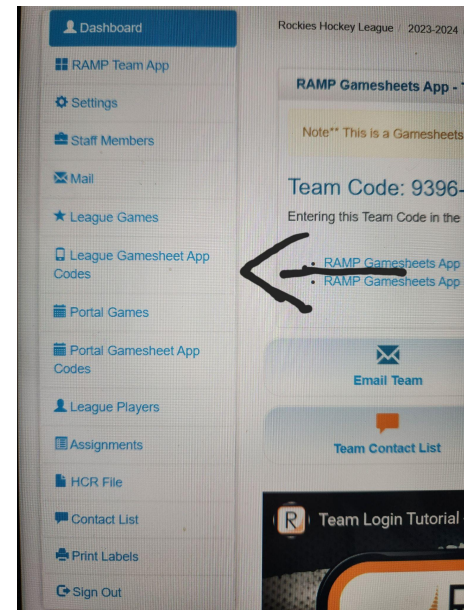 Dashboard
RAMP Team App
Settings
Staff Members
Mail
League Games
League Gamesheet App
Codes
Portal Games
Portal Gamesheet App
Codes
League Players
Assignments
HCR File
Contact List
Print Labels
Sign Out
Rockies Hockey League / 2023-2024
RAMP Gamesheets App -
Note** This is a Gamesheets
Team Code: 9396-
Entering this Team Code in the
RAMP Gamesheets App
RAMP Gamesheets App
Email Team
Team Contact List
R Team Login Tutorial